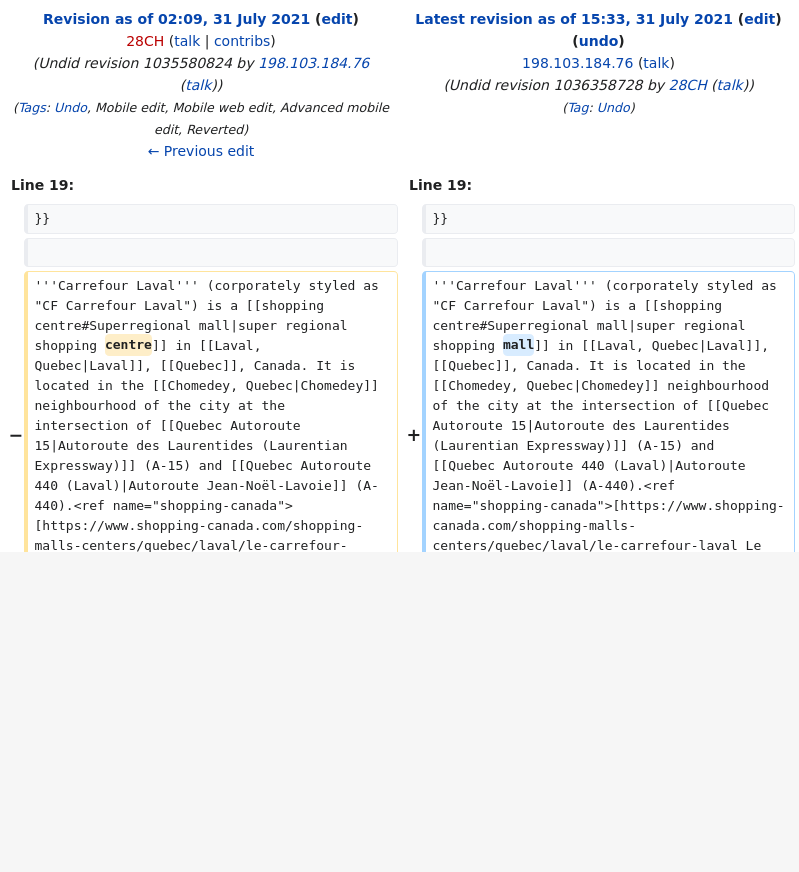 Revision as of 02:09, 31 July 2021 (edit)
28CH (talk | contribs)
(Undid revision 1035580824 by 198.103.184.76
(talk))
(Tags: Undo, Mobile edit, Mobile web edit, Advanced mobile
edit, Reverted)
← Previous edit
Latest revision as of 15:33, 31 July 2021 (edit)
(undo)
198.103.184.76 (talk)
(Undid revision 1036358728 by 28CH (talk))
(Tag: Undo)
Line 19:
Line 19:
}}
}}
−
'''Carrefour Laval''' (corporately styled as
"CF Carrefour Laval") is a [[shopping
centre#Superregional mall|super regional
shopping centre]] in [[Laval,
Quebec|Laval]], [[Quebec]], Canada. It is
located in the [[Chomedey, Quebec|Chomedey]]
neighbourhood of the city at the
intersection of [[Quebec Autoroute
15|Autoroute des Laurentides (Laurentian
Expressway)]] (A-15) and [[Quebec Autoroute
440 (Laval)|Autoroute Jean-Noël-Lavoie]] (A-
440).<ref name="shopping-canada">
[https://www.shopping-canada.com/shopping-
malls-centers/quebec/laval/le-carrefour-
+
'''Carrefour Laval''' (corporately styled as
"CF Carrefour Laval") is a [[shopping
centre#Superregional mall|super regional
shopping mall]] in [[Laval, Quebec|Laval]],
[[Quebec]], Canada. It is located in the
[[Chomedey, Quebec|Chomedey]] neighbourhood
of the city at the intersection of [[Quebec
Autoroute 15|Autoroute des Laurentides
(Laurentian Expressway)]] (A-15) and
[[Quebec Autoroute 440 (Laval)|Autoroute
Jean-Noël-Lavoie]] (A-440).<ref
name="shopping-canada">[https://www.shopping-
canada.com/shopping-malls-
centers/quebec/laval/le-carrefour-laval Le